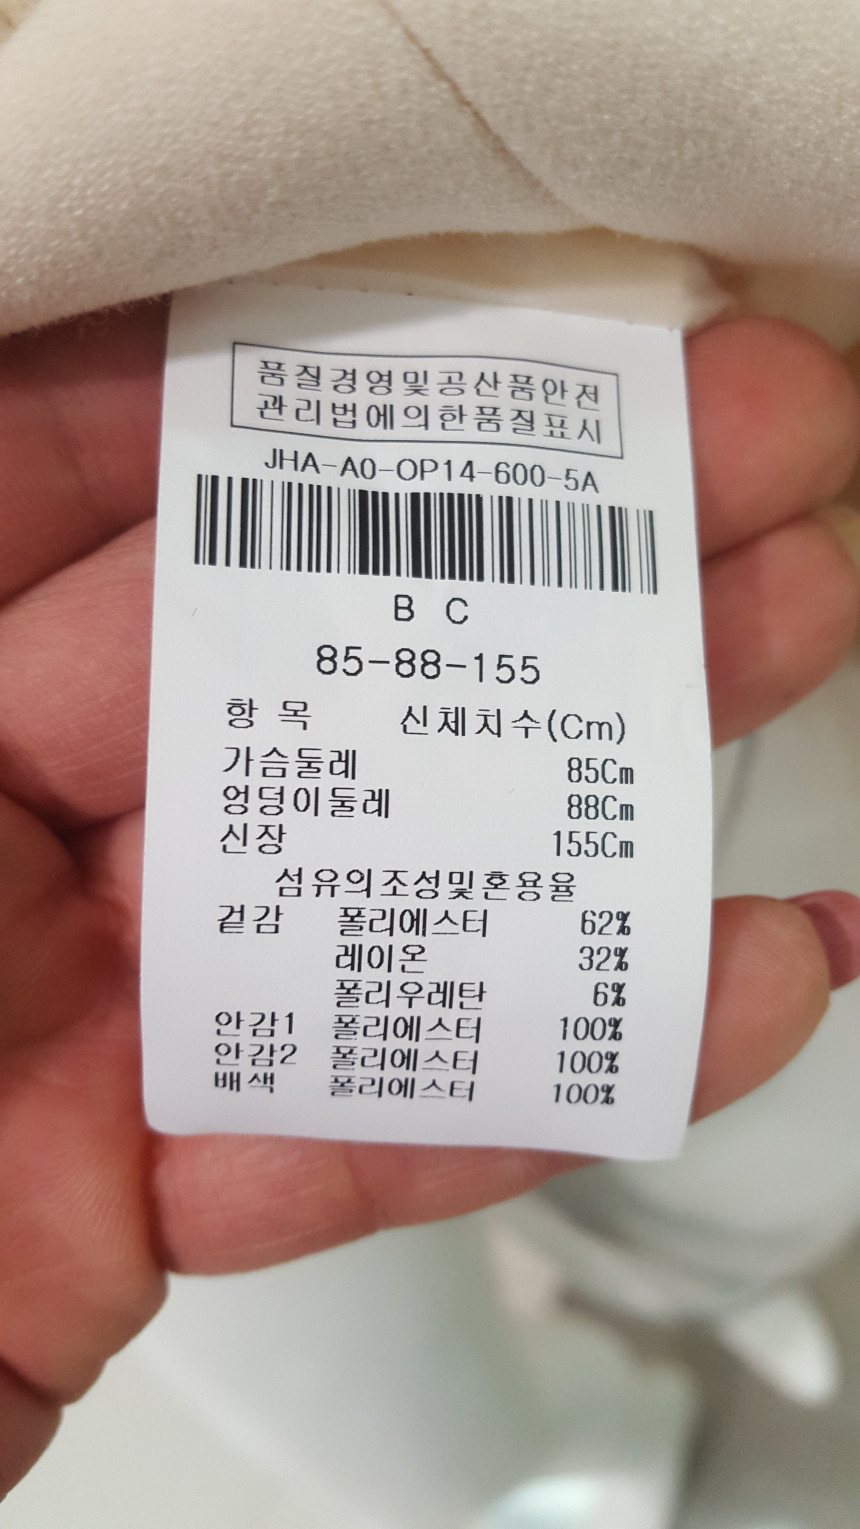 품질경영및공산품안전
관리법에의한품질표시
JHA-A0-OP14-600-5A
B C
85-88-155
항 목 신체치수(Cm)
가슴둘레 85Cm
엉덩이둘레 88Cm
신장 155Cm
섬유의조성및혼용율
겉감 폴리에스터 62%
레이온 32%
폴리우레탄 6%
안감1 폴리에스터 100%
안감2 폴리에스터 100%
배색 폴리에스터 100%